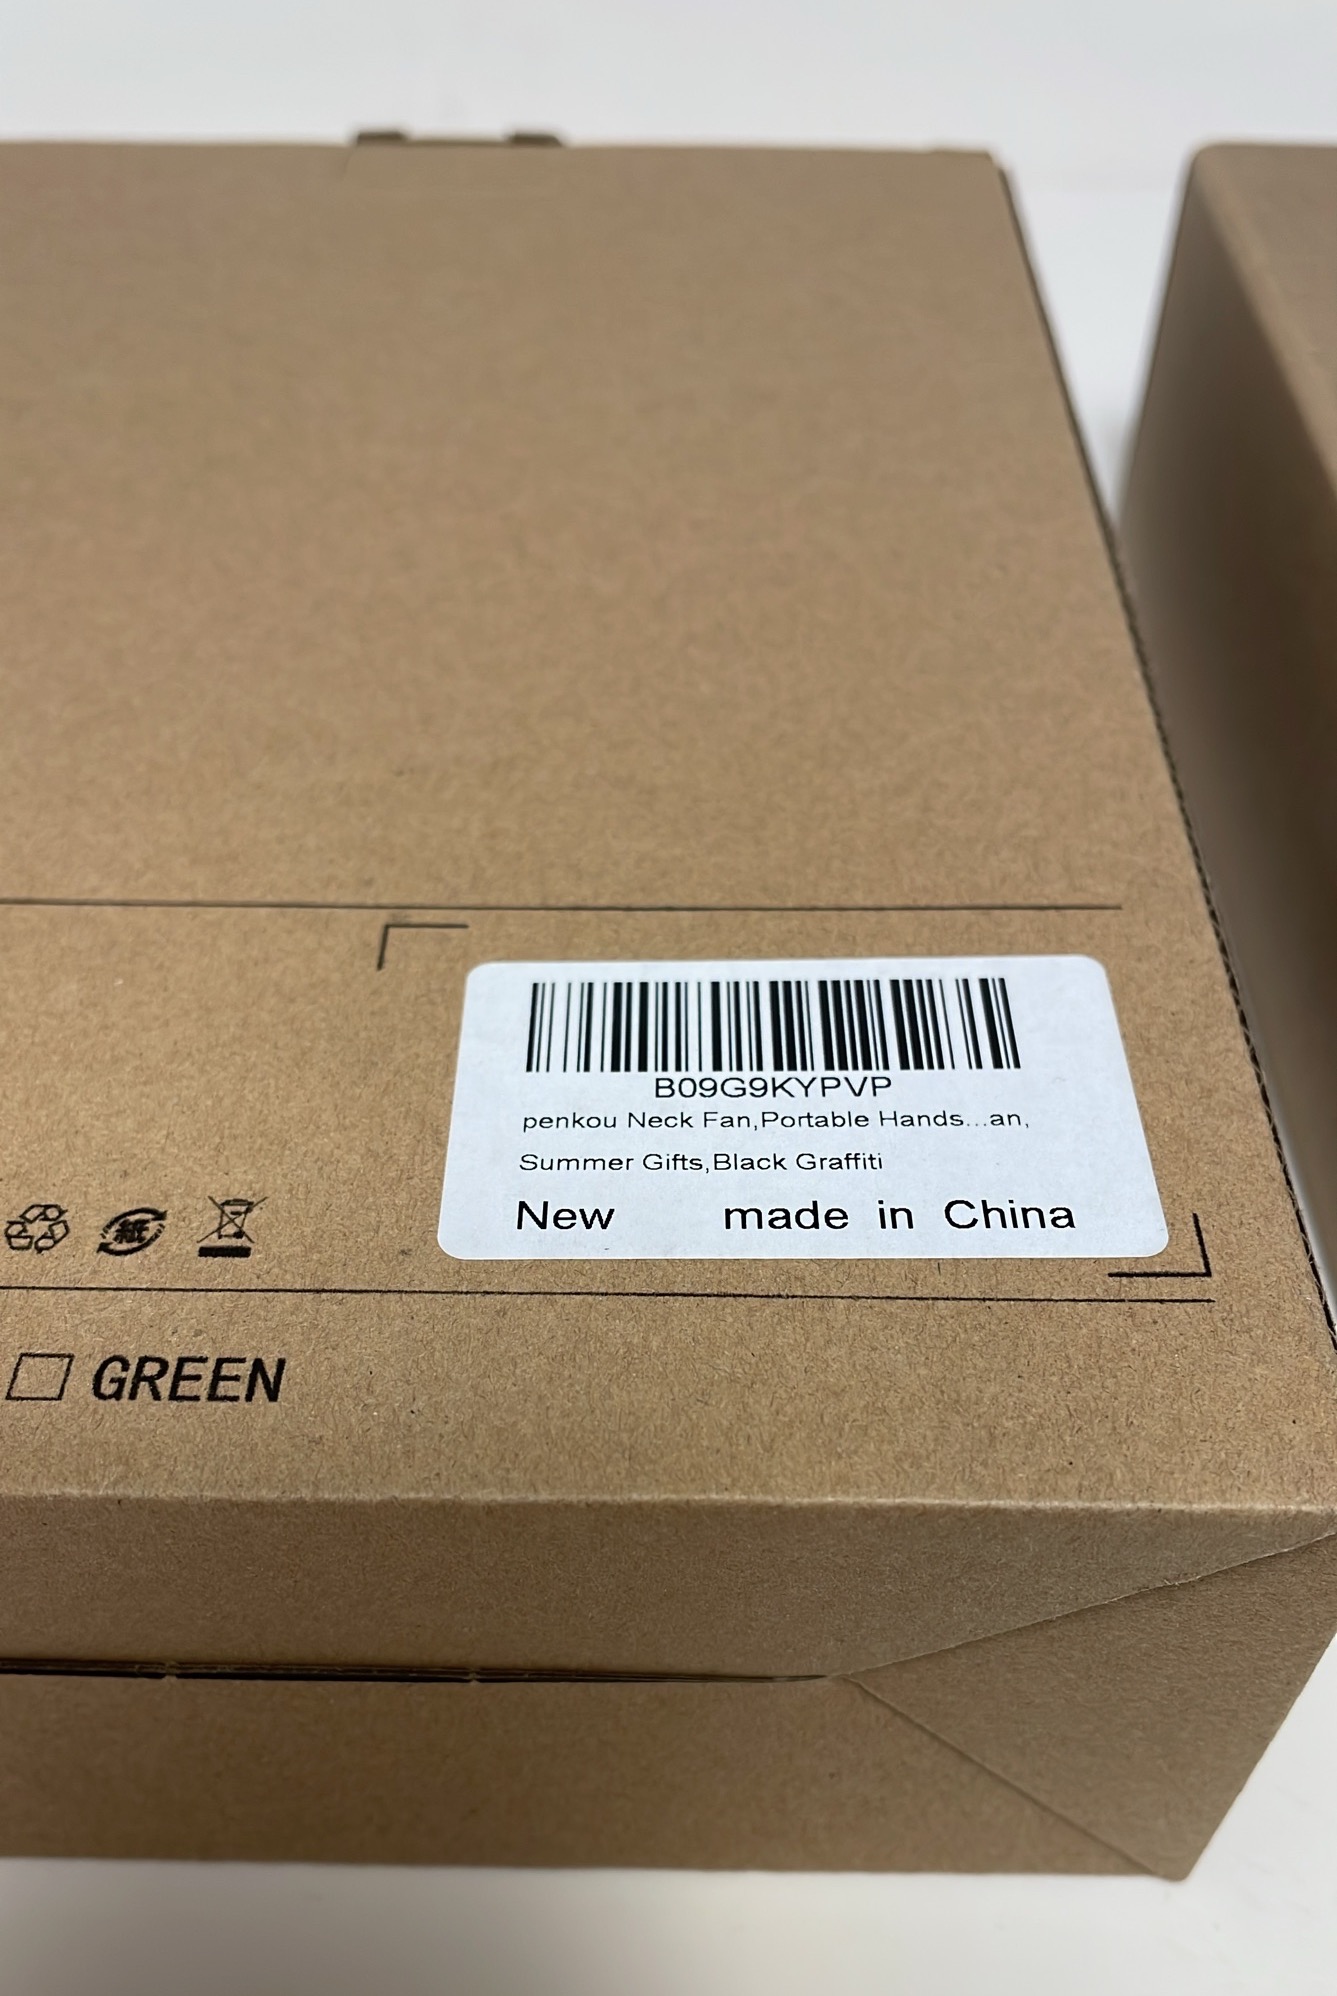 B09G9KYPVP
penkou Neck Fan,Portable Hands...an,
Summer Gifts,Black Graffiti
New made in China
紙
GREEN